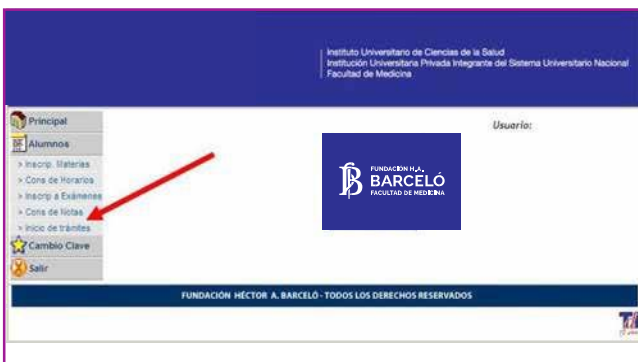 Instituto Universitario de Ciencias de la Salud
Institución Universitaria Privada Integrante del Sistema Universitario Nacional
Facultad de Medicina
Usuario:
Principal
Alumnos
> Inscrip. Materias
> Cons de Horarios
> Inscrip a Exámenes
> Cons de Notas
> Inicio de trámites
Cambio Clave
Salir
FUNDACIÓN H.A.
BARCELÓ
FACULTAD DE MEDICINA
FUNDACIÓN HÉCTOR A. BARCELÓ - TODOS LOS DERECHOS RESERVADOS